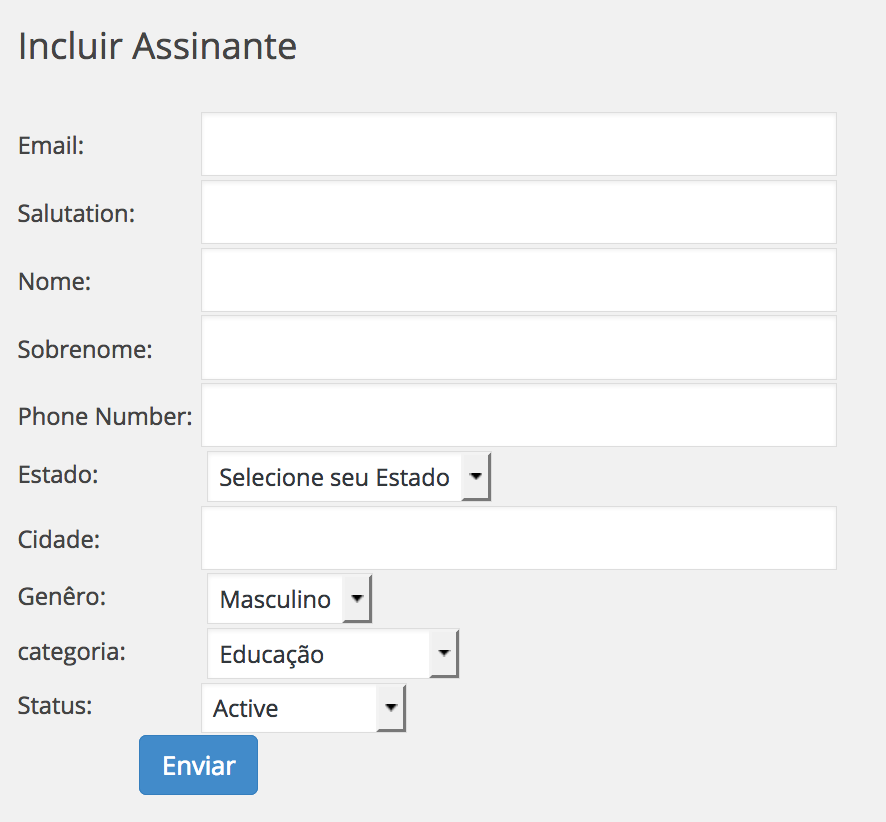 Incluir Assinante
Email:
Salutation:
Nome:
Sobrenome:
Phone Number:
Estado: Selecione seu Estado
Cidade:
Genêro: Masculino
categoria: Educação
Status: Active
Enviar